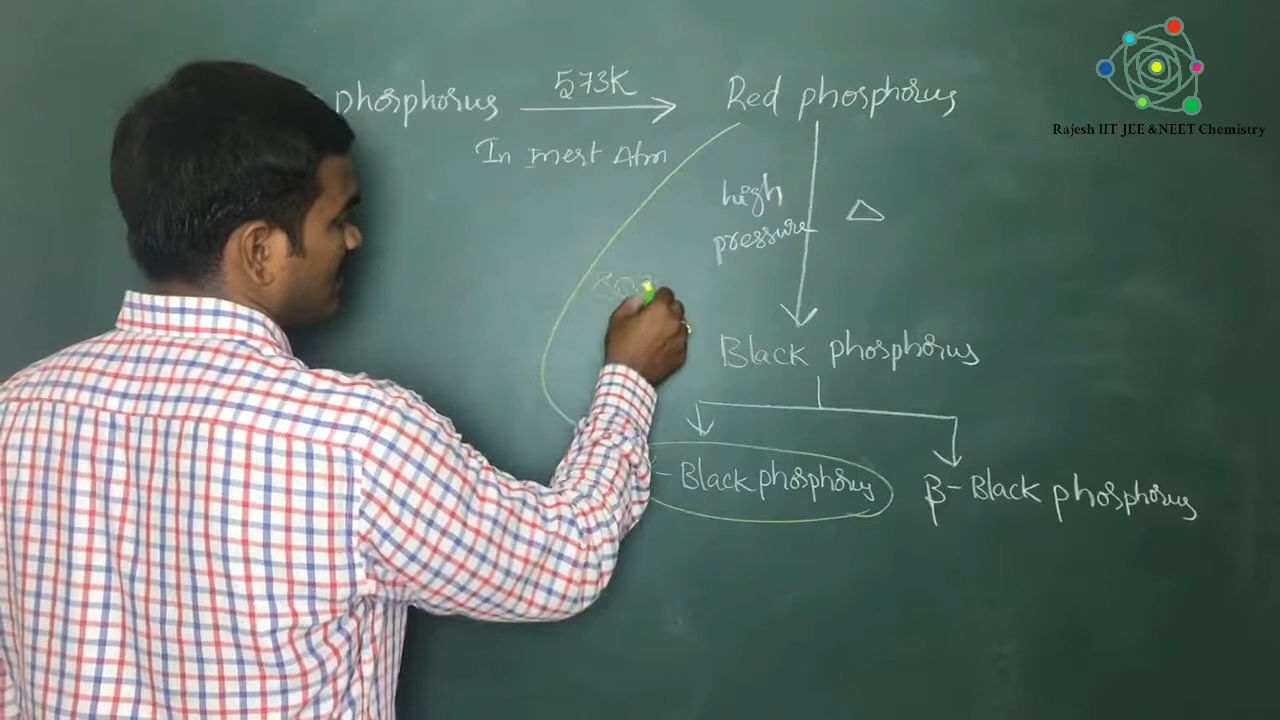 phosphorus 573K Red phosphorus
In inert Atm
high
pressure △
80
Black phosphorus
- Black phosphorus β- Black phosphorus
Rajesh IIT JEE &NEET Chemistry